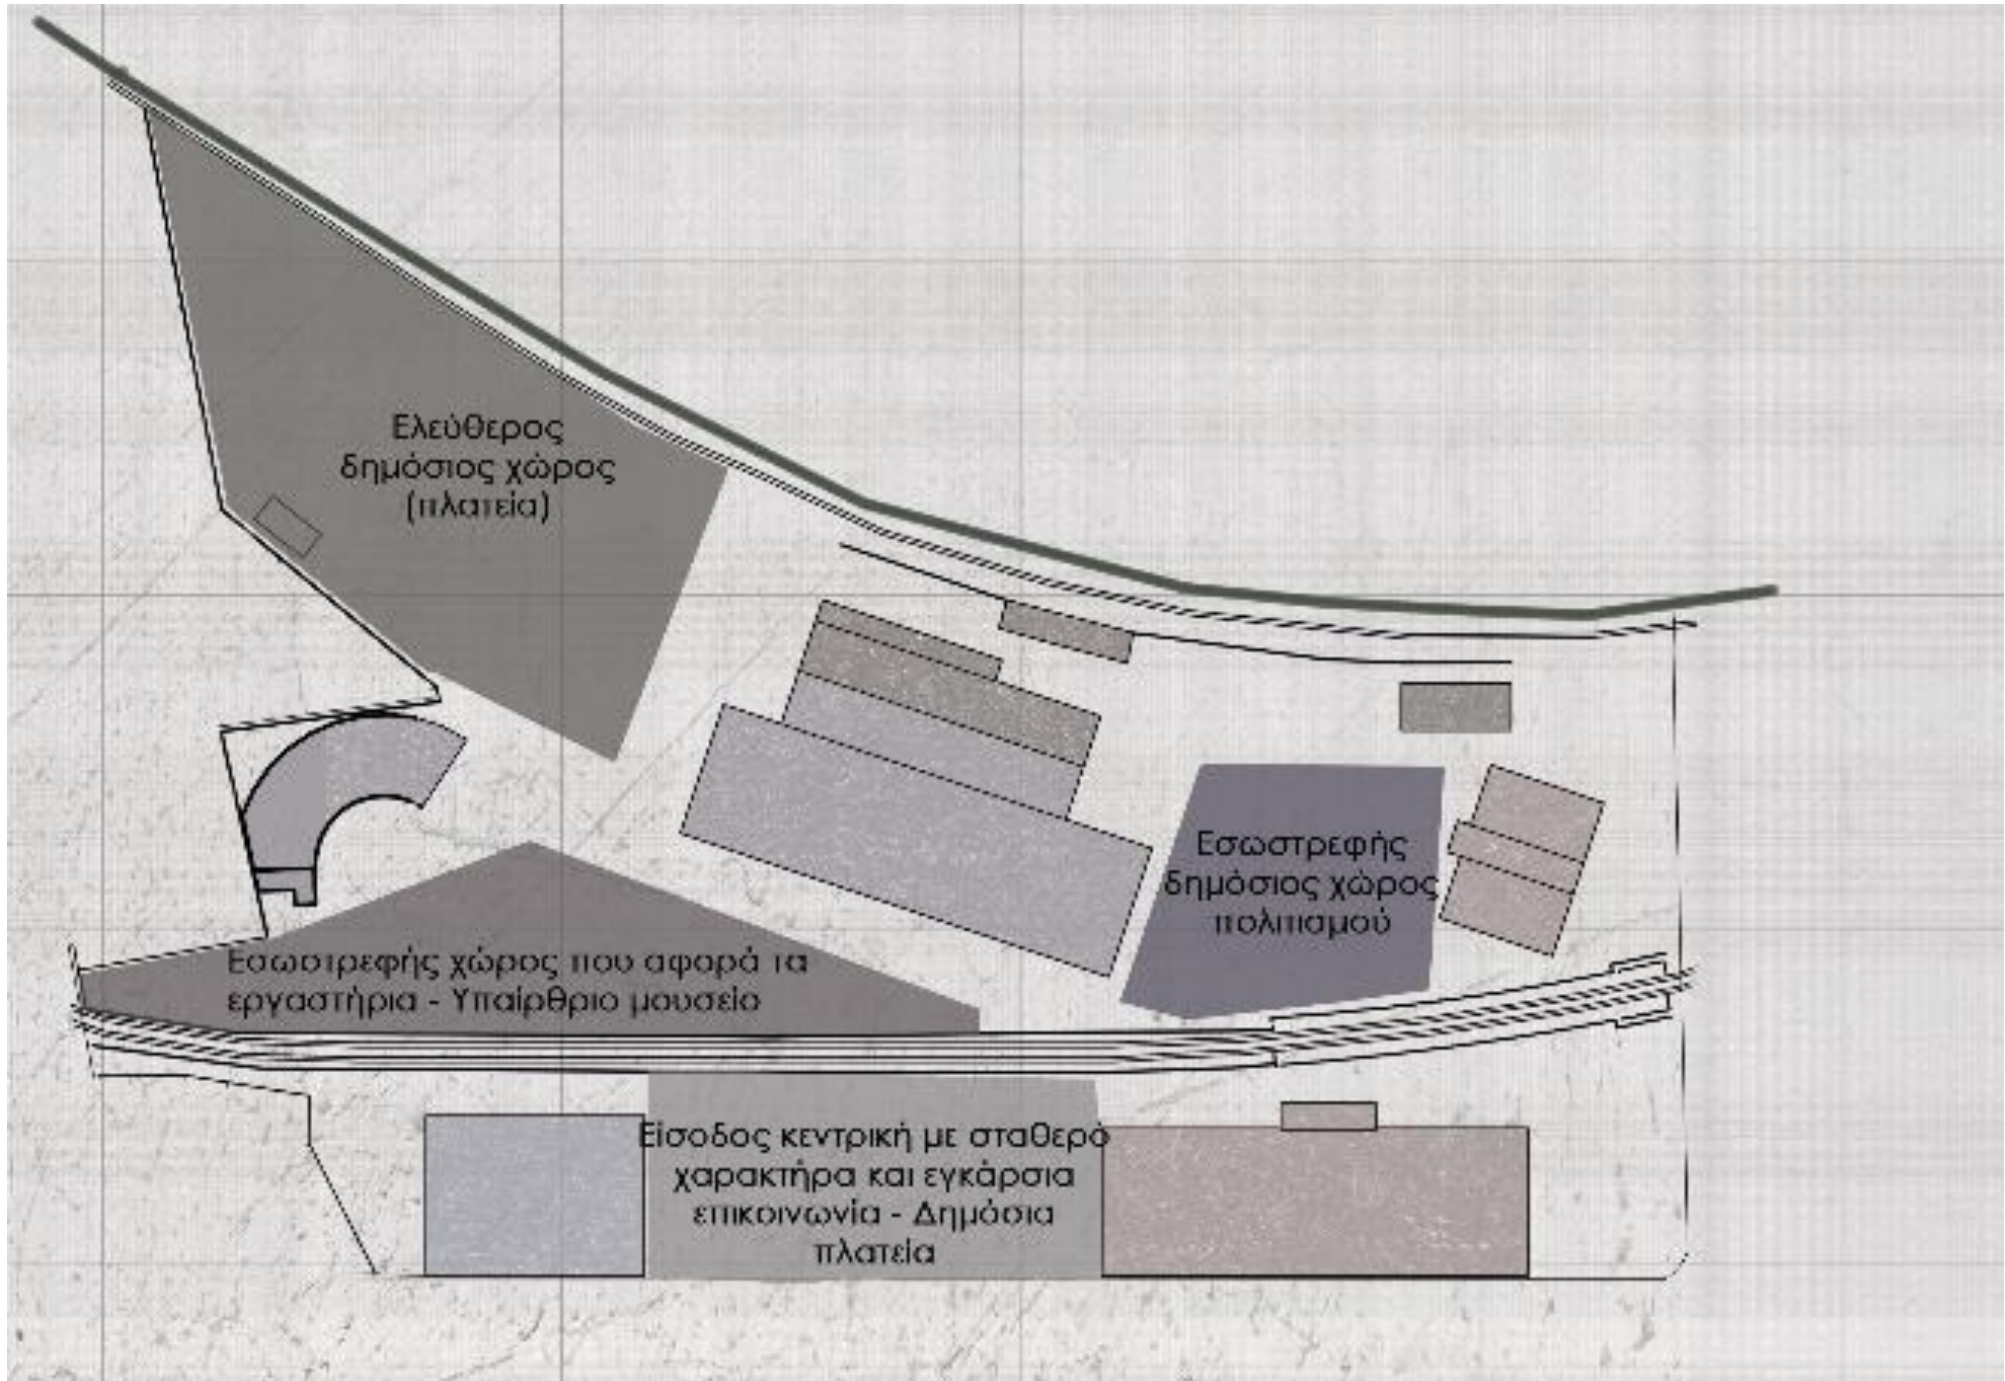 Ελεύθερος
δημόσιος χώρος
(πλατεία)
Εσωστρεφής
δημόσιος χώρος
πολιτισμού
Εσωστρεφής χώρος που αφορά τα
εργαστήρια - Υπαίρθριο μουσείο
Είσοδος κεντρική με σταθερό
χαρακτήρα και εγκάρσια
επικοινωνία - Δημόσια
πλατεία